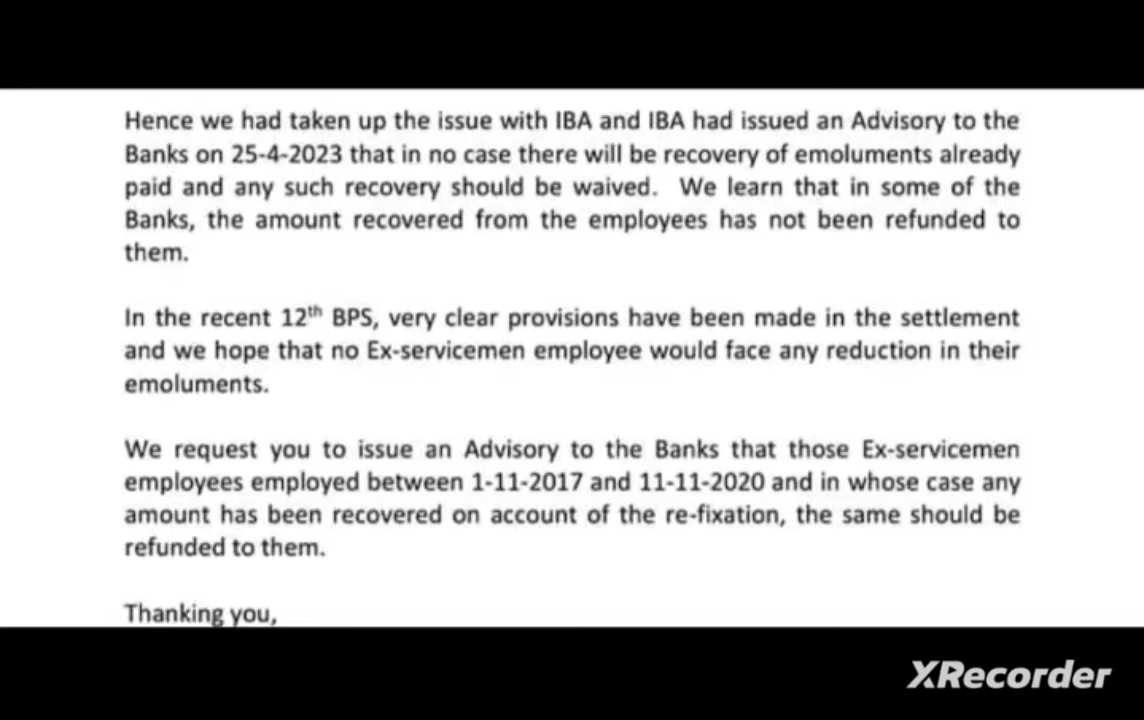 Hence we had taken up the issue with IBA and IBA had issued an Advisory to the
Banks on 25-4-2023 that in no case there will be recovery of emoluments already
paid and any such recovery should be waived. We learn that in some of the
Banks, the amount recovered from the employees has not been refunded to
them.
In the recent 12th BPS, very clear provisions have been made in the settlement
and we hope that no Ex-servicemen employee would face any reduction in their
emoluments.
We request you to issue an Advisory to the Banks that those Ex-servicemen
employees employed between 1-11-2017 and 11-11-2020 and in whose case any
amount has been recovered on account of the re-fixation, the same should be
refunded to them.
Thanking you,
XRecorder